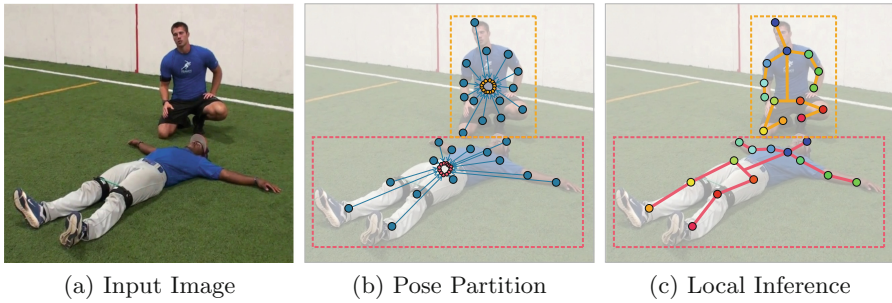 (a) Input Image
(b) Pose Partition
(c) Local Inference